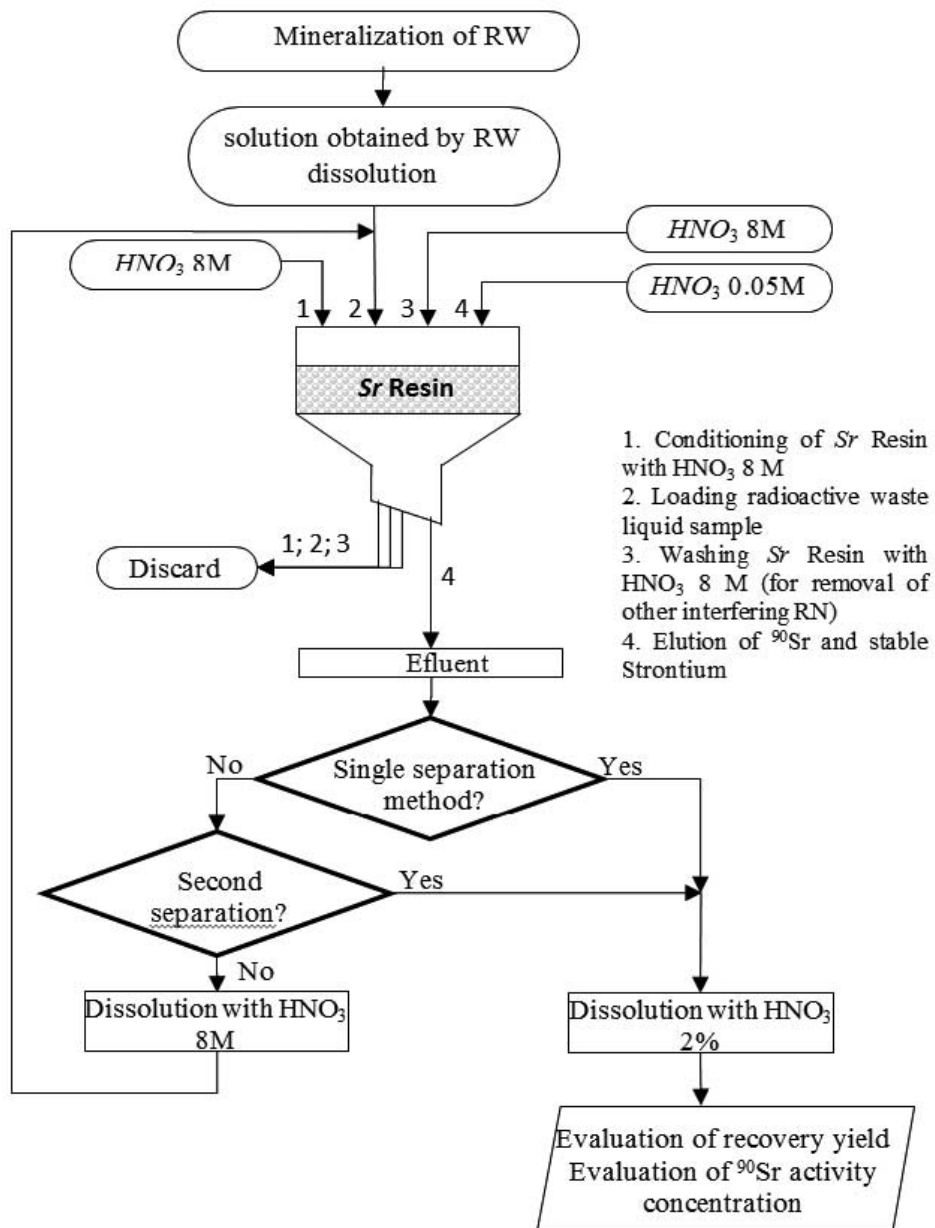 Mineralization of RW
solution obtained by RW
dissolution
HNO₃ 8M
HNO₃ 8M
HNO₃ 0.05M
1
2
3
4
Sr Resin
1. Conditioning of Sr Resin
with HNO₃ 8 M
2. Loading radioactive waste
liquid sample
3. Washing Sr Resin with
HNO₃ 8 M (for removal of
other interfering RN)
4. Elution of ⁹⁰Sr and stable
Strontium
1; 2; 3
Discard
4
Efluent
No
Single separation
method?
Yes
Second
separation?
Yes
No
Dissolution with HNO₃
8M
Dissolution with HNO₃
2%
Evaluation of recovery yield
Evaluation of ⁹⁰Sr activity
concentration